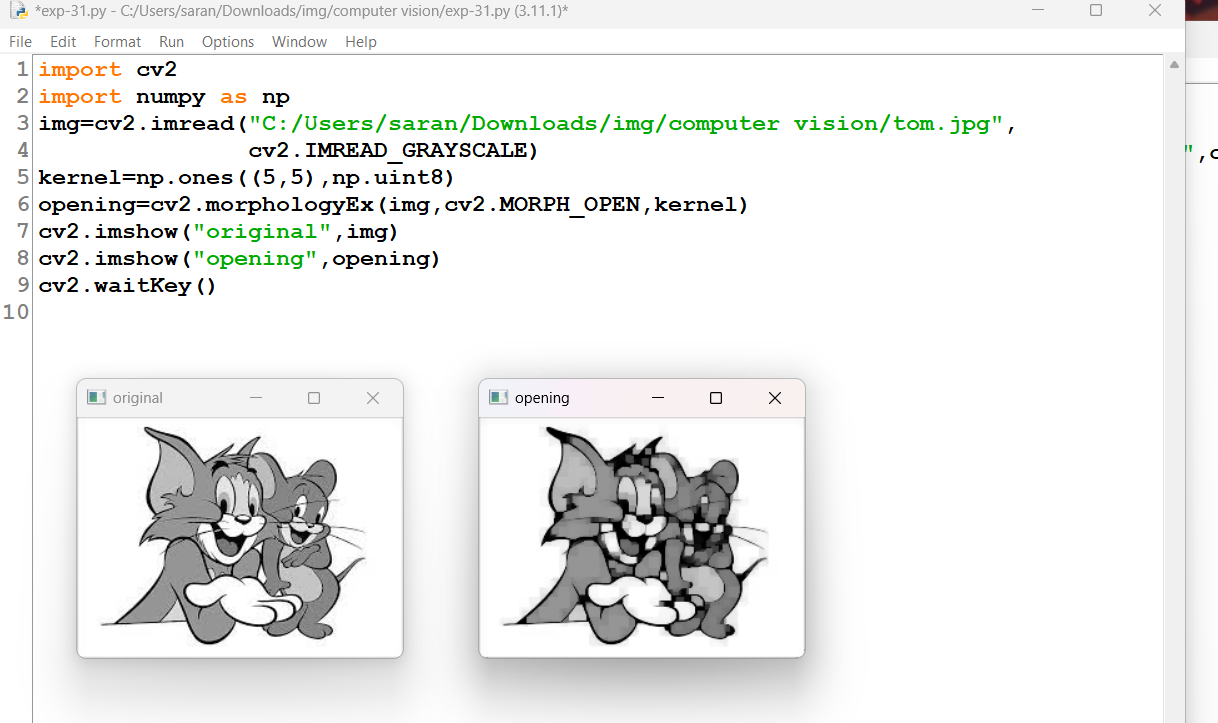 *exp-31.py - C:/Users/saran/Downloads/img/computer vision/exp-31.py (3.11.1)*
File Edit Format Run Options Window Help
1 import cv2
2 import numpy as np
3 img=cv2.imread("C:/Users/saran/Downloads/img/computer vision/tom.jpg",
4 cv2.IMREAD_GRAYSCALE)
",c
5 kernel=np.ones((5,5),np.uint8)
6 opening=cv2.morphologyEx(img,cv2.MORPH_OPEN,kernel)
7 cv2.imshow("original",img)
8 cv2.imshow("opening",opening)
9 cv2.waitKey()
10
original
opening